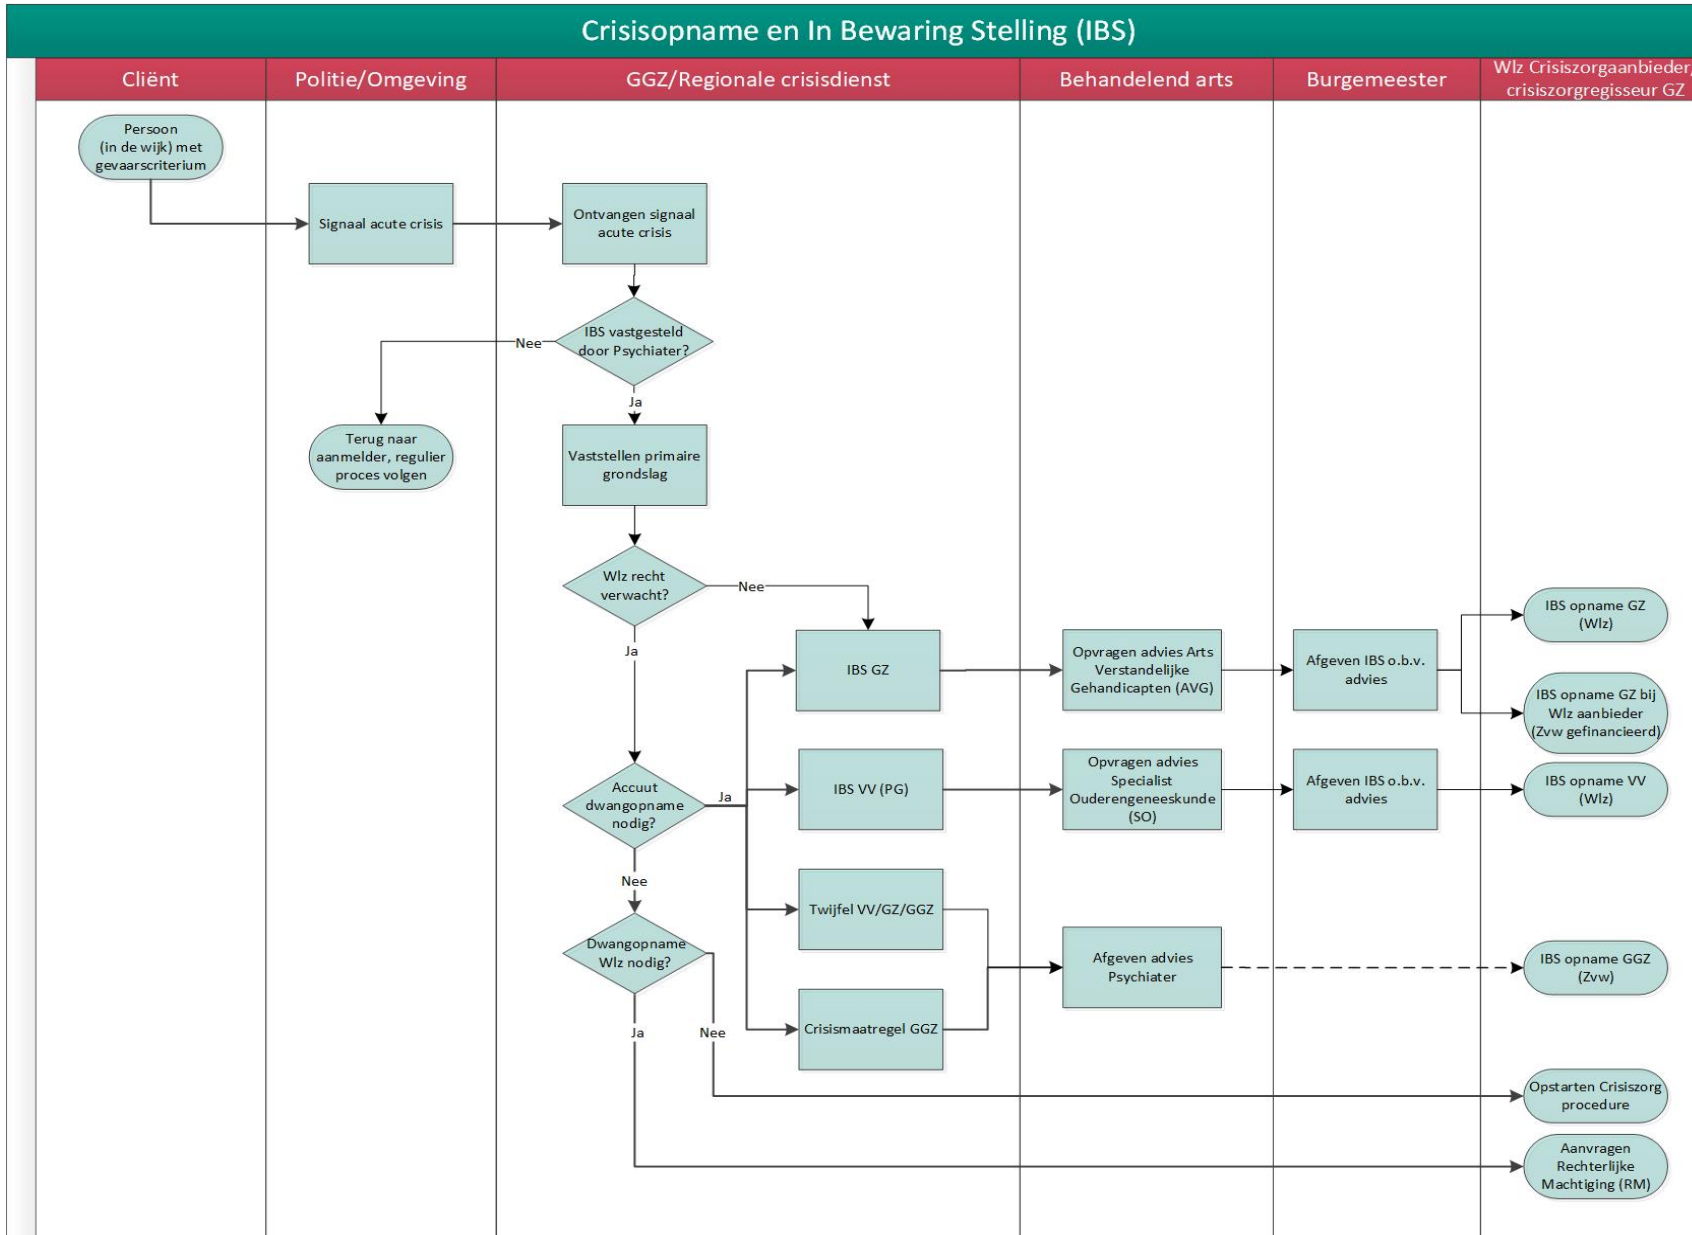 Crisisopname en In Bewaring Stelling (IBS)
Cliënt
Politie/Omgeving
GGZ/Regionale crisisdienst
Behandelend arts
Burgemeester
Wlz Crisiszorgaanbieder,
crisiszorgregisseur GZ
Persoon
(in de wijk) met
gevaarscriterium
Signaal acute crisis
Ontvangen signaal
acute crisis
IBS vastgesteld
door Psychiater?
Nee
Ja
Terug naar
aanmelder, regulier
proces volgen
Vaststellen primaire
grondslag
Wlz recht
verwacht?
Nee
Ja
IBS GZ
Opvragen advies Arts
Verstandelijke
Gehandicapten (AVG)
Afgeven IBS o.b.v.
advies
IBS opname GZ
(Wlz)
IBS opname GZ bij
Wlz aanbieder
(Zvw gefinancieerd)
Accuut
dwangopname
nodig?
Ja
Nee
IBS VV (PG)
Opvragen advies
Specialist
Ouderengeneeskunde
(SO)
Afgeven IBS o.b.v.
advies
IBS opname VV
(Wlz)
Twijfel VV/GZ/GGZ
Dwangopname
Wlz nodig?
Ja
Nee
Crisismaatregel GGZ
Afgeven advies
Psychiater
IBS opname GGZ
(Zvw)
Opstarten Crisiszorg
procedure
Aanvragen
Rechterlijke
Machtiging (RM)